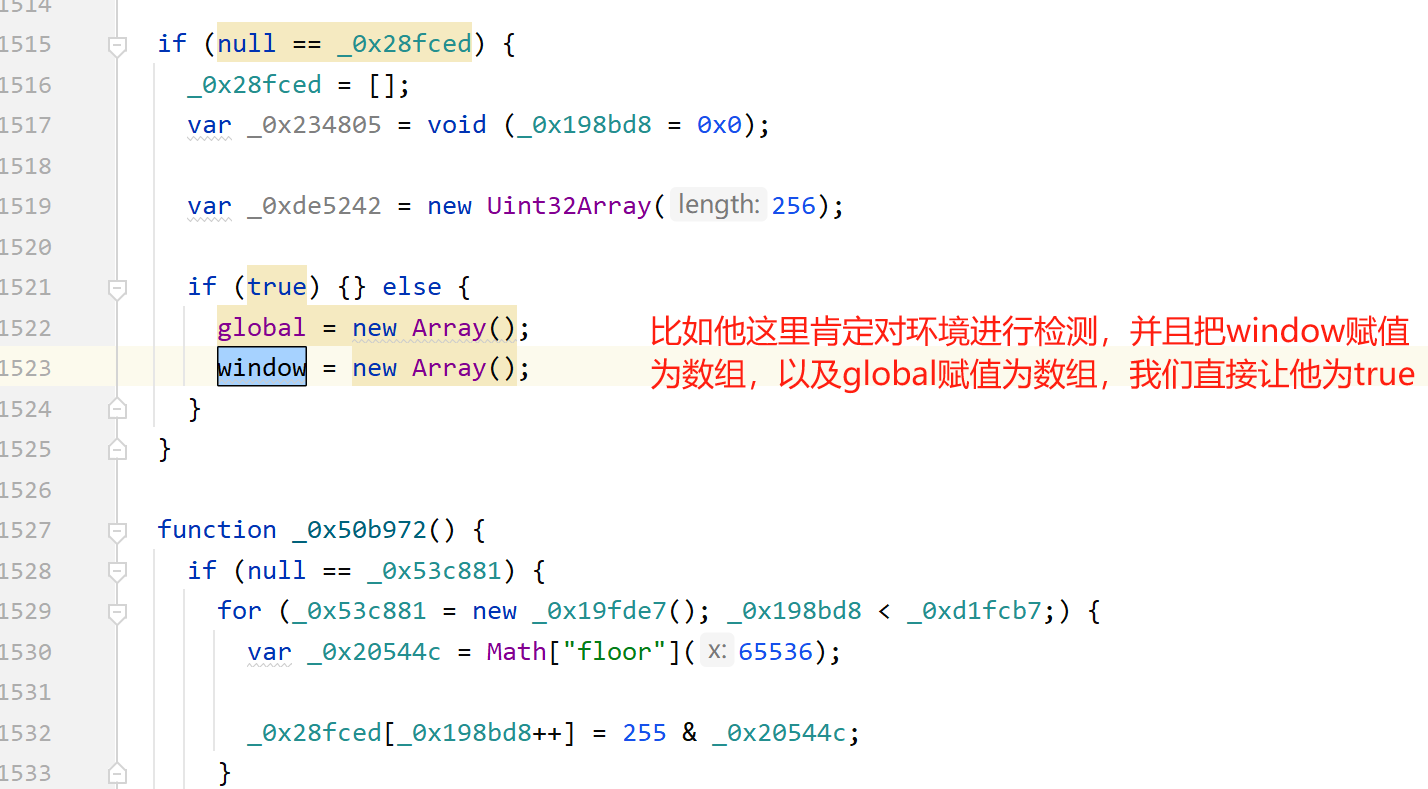 1514
1515 if (null == _0x28fced) {
1516 _0x28fced = [];
1517 var _0x234805 = void (_0x198bd8 = 0x0);
1518
1519 var _0xde5242 = new Uint32Array( length: 256);
1520
1521 if (true) {} else {
1522 global = new Array();
1523 window = new Array();
1524 }
1525 }
比如他这里肯定对环境进行检测，并且把window赋值
为数组，以及global赋值为数组，我们直接让他为true
1526
1527 function _0x50b972() {
1528 if (null == _0x53c881) {
1529 for (_0x53c881 = new _0x19fde7(); _0x198bd8 < _0xd1fcb7;) {
1530 var _0x20544c = Math["floor"]( x: 65536);
1531
1532 _0x28fced[_0x198bd8++] = 255 & _0x20544c;
1533 }